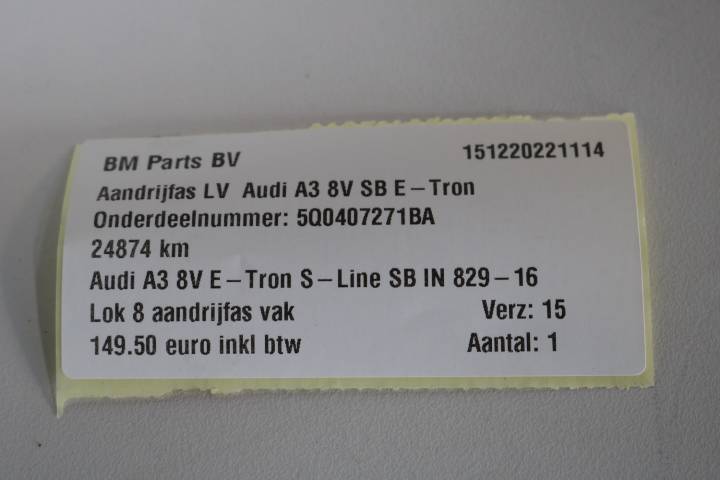 BM Parts BV 151220221114
Aandrijfas LV Audi A3 8V SB E-Tron
Onderdeelnummer: 5Q0407271BA
24874 km
Audi A3 8V E-Tron S-Line SB IN 829-16
Lok 8 aandrijfas vak Verz: 15
149.50 euro inkl btw Aantal: 1